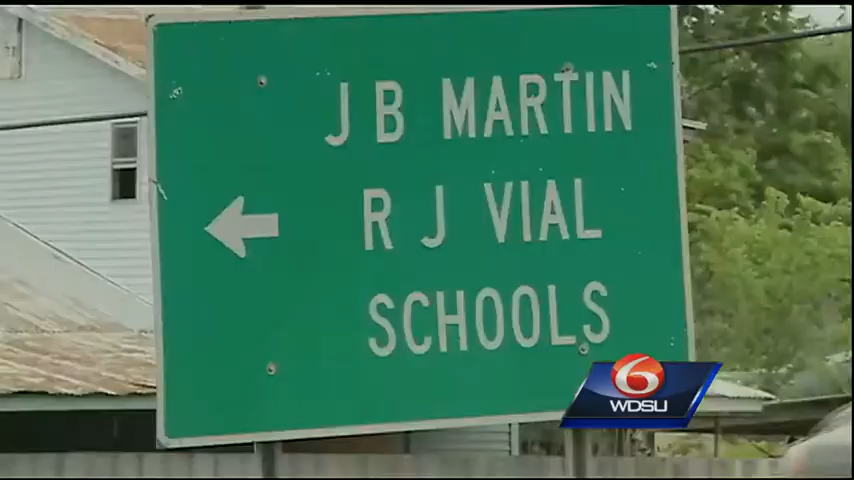 J B MARTIN
R J VIAL
SCHOOLS
6
WDSU